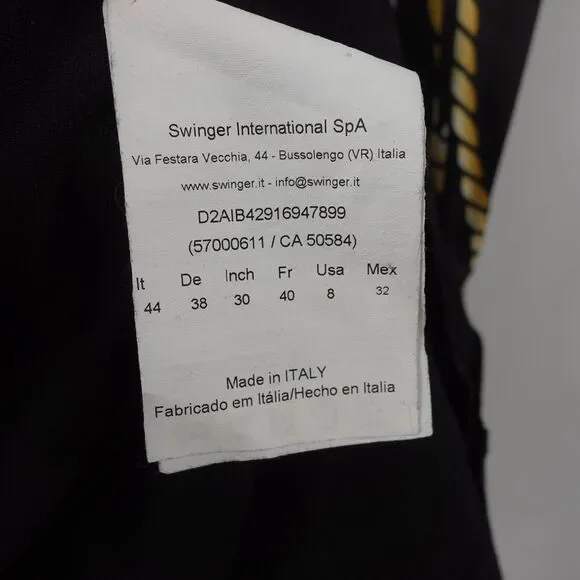 Swinger International SpA
Via Festara Vecchia, 44 - Bussolengo (VR) Italia
www.swinger.it - info@swinger.it
D2AIB42916947899
(57000611 / CA 50584)
It De Inch Fr Usa Mex
44 38 30 40 8 32
Made in ITALY
Fabricado em Itália/Hecho en Italia